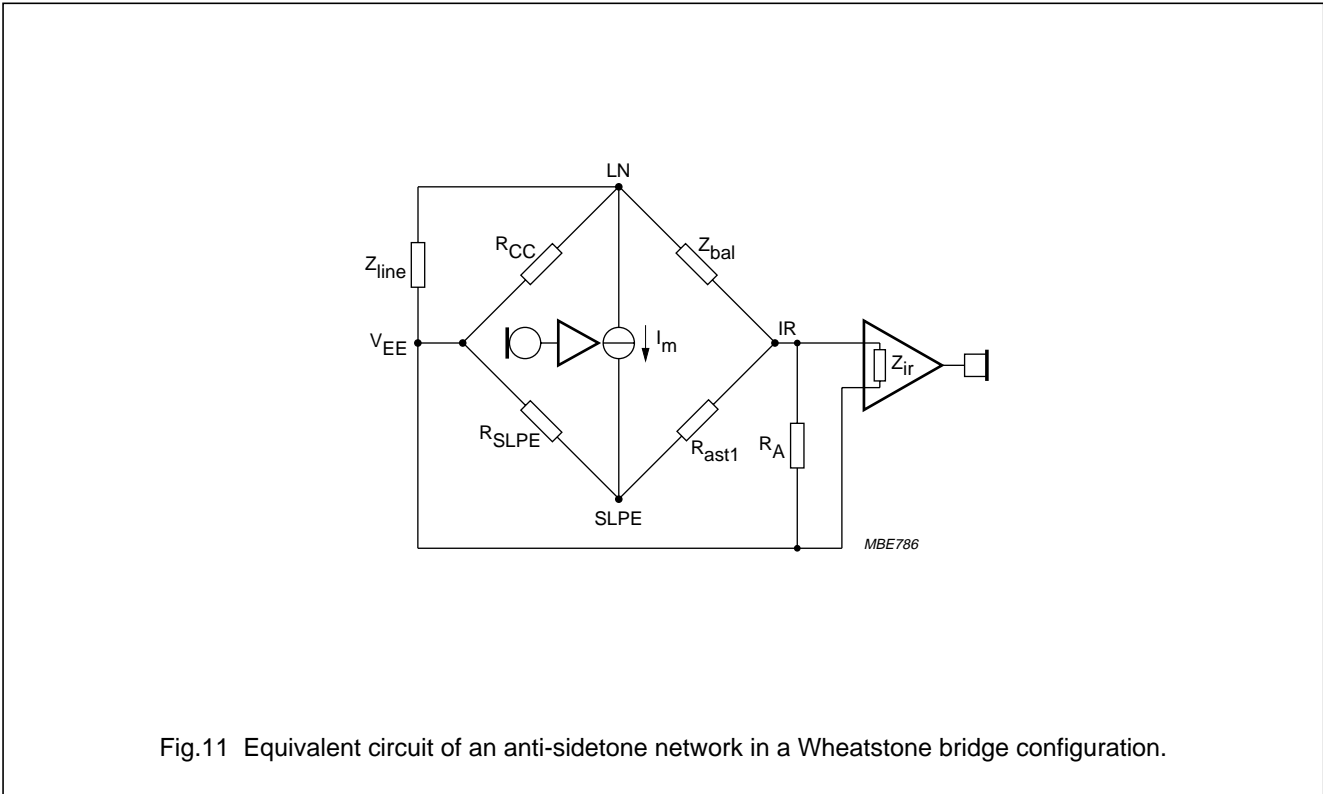 LN
R_CC
Z_bal
Z_line
IR
V_EE
I_m
Z_ir
R_SLPE
R_ast1
R_A
SLPE
MBE786
Fig.11 Equivalent circuit of an anti-sidetone network in a Wheatstone bridge configuration.